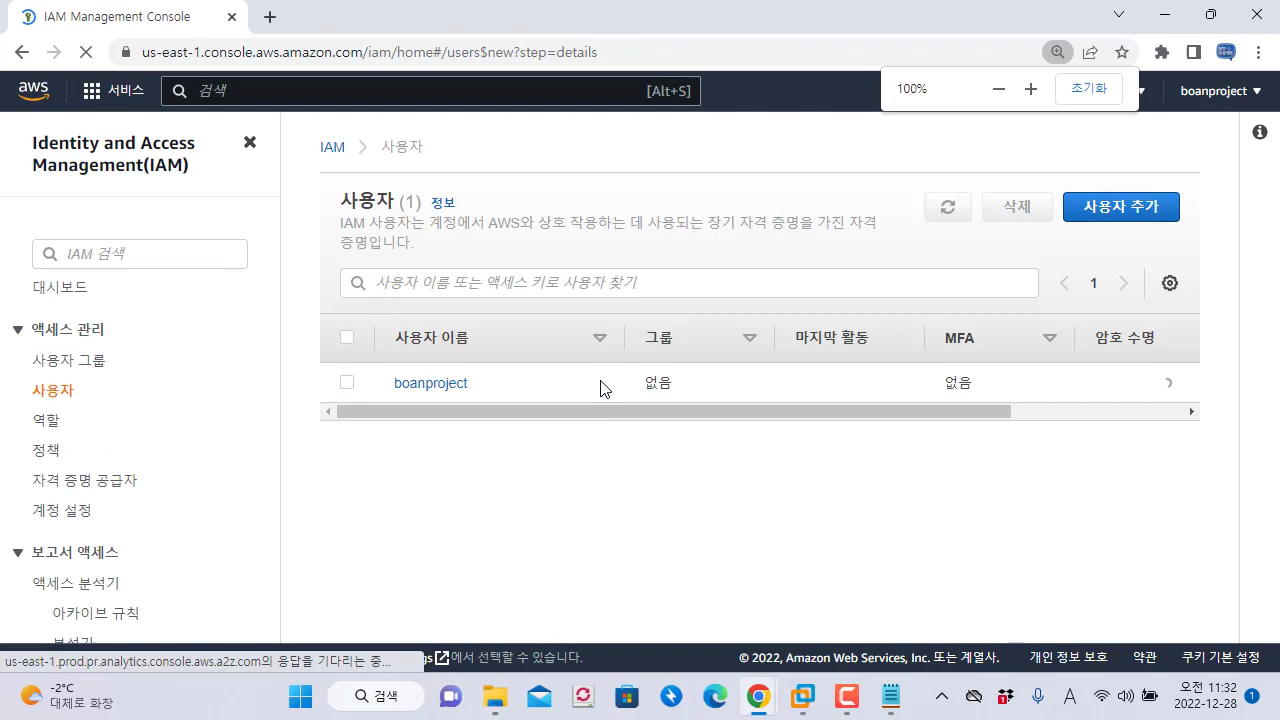 IAM Management Console
us-east-1.console.aws.amazon.com/iam/home#/users$new?step=details
aws
서비스
검색
[Alt+S]
100%
초기화
boanproject
Identity and Access
Management(IAM)
IAM 검색
대시보드
액세스 관리
사용자 그룹
사용자
역할
정책
자격 증명 공급자
계정 설정
보고서 액세스
액세스 분석기
아카이브 규칙
분석기
IAM
사용자
사용자 (1) 정보
IAM 사용자는 계정에서 AWS와 상호 작용하는 데 사용되는 장기 자격 증명을 가진 자격
증명입니다.
삭제
사용자 추가
사용자 이름 또는 액세스 키로 사용자 찾기
1
사용자 이름 그룹 마지막 활동 MFA 암호 수명
boanproject 없음 없음
us-east-1.prod.pr.analytics.console.aws.a2z.com의 응답을 기다리는 중...
gs에서 선택할 수 있습니다.
© 2022, Amazon Web Services, Inc. 또는 계열사.
개인 정보 보호
약관
쿠키 기본 설정
-2°C
대체로 화창
검색
A
오전 11:32
2022-12-28
1